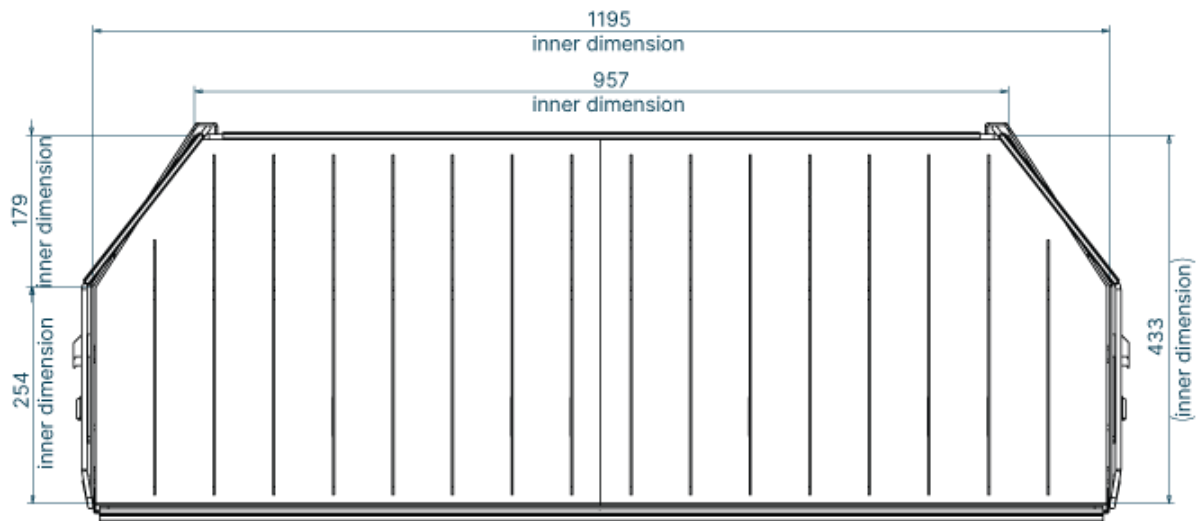 1195
inner dimension
957
inner dimension
179
inner dimension
254
inner dimension
433
(inner dimension)